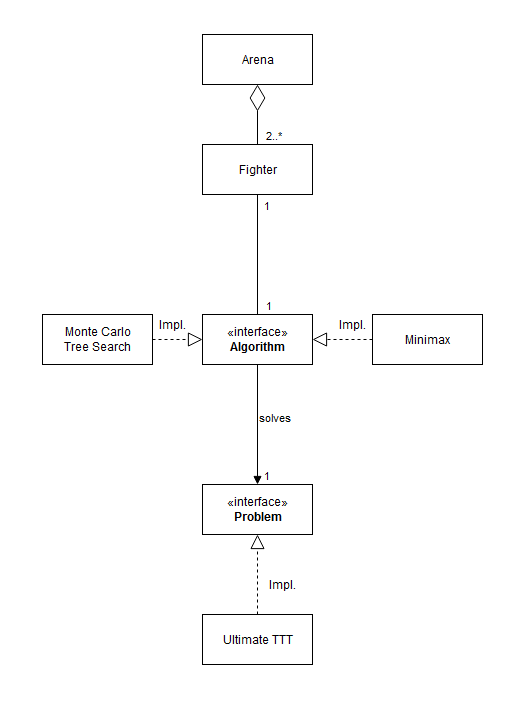 Arena
2..*
Fighter
1
1
Monte Carlo
Tree Search
Impl.
«interface»
Algorithm
Impl.
Minimax
solves
1
«interface»
Problem
Impl.
Ultimate TTT